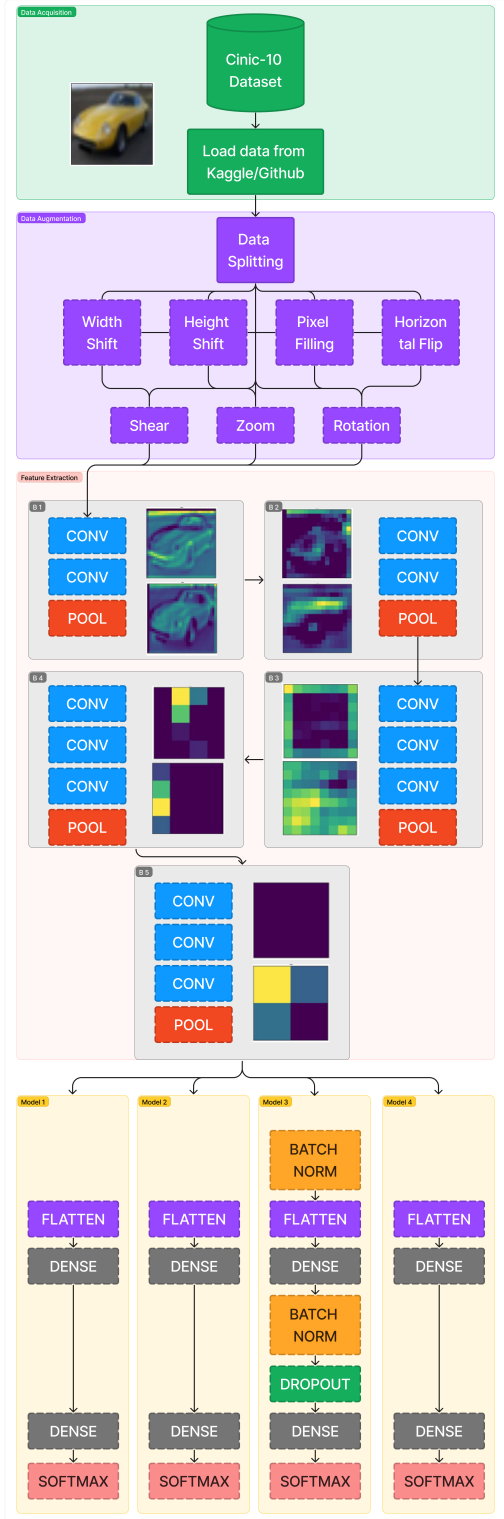 Data Acquisition
Cinic-10
Dataset
Load data from
Kaggle/Github
Data Augmentation
Data
Splitting
Width
Shift
Height
Shift
Pixel
Filling
Horizon
tal Flip
Shear
Zoom
Rotation
Feature Extraction
B 1
CONV
CONV
POOL
B 2
CONV
CONV
POOL
B 4
CONV
CONV
CONV
POOL
B 3
CONV
CONV
CONV
POOL
B 5
CONV
CONV
CONV
POOL
Model 1
FLATTEN
DENSE
DENSE
SOFTMAX
Model 2
FLATTEN
DENSE
DENSE
SOFTMAX
Model 3
BATCH
NORM
FLATTEN
DENSE
BATCH
NORM
DROPOUT
DENSE
SOFTMAX
Model 4
FLATTEN
DENSE
DENSE
SOFTMAX